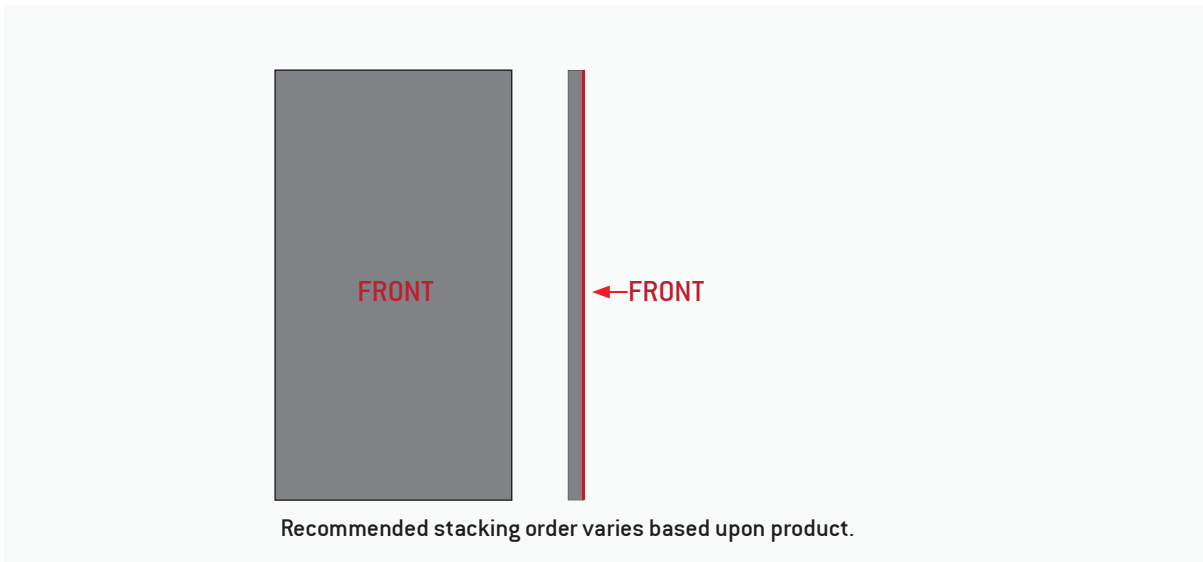 FRONT
FRONT
Recommended stacking order varies based upon product.